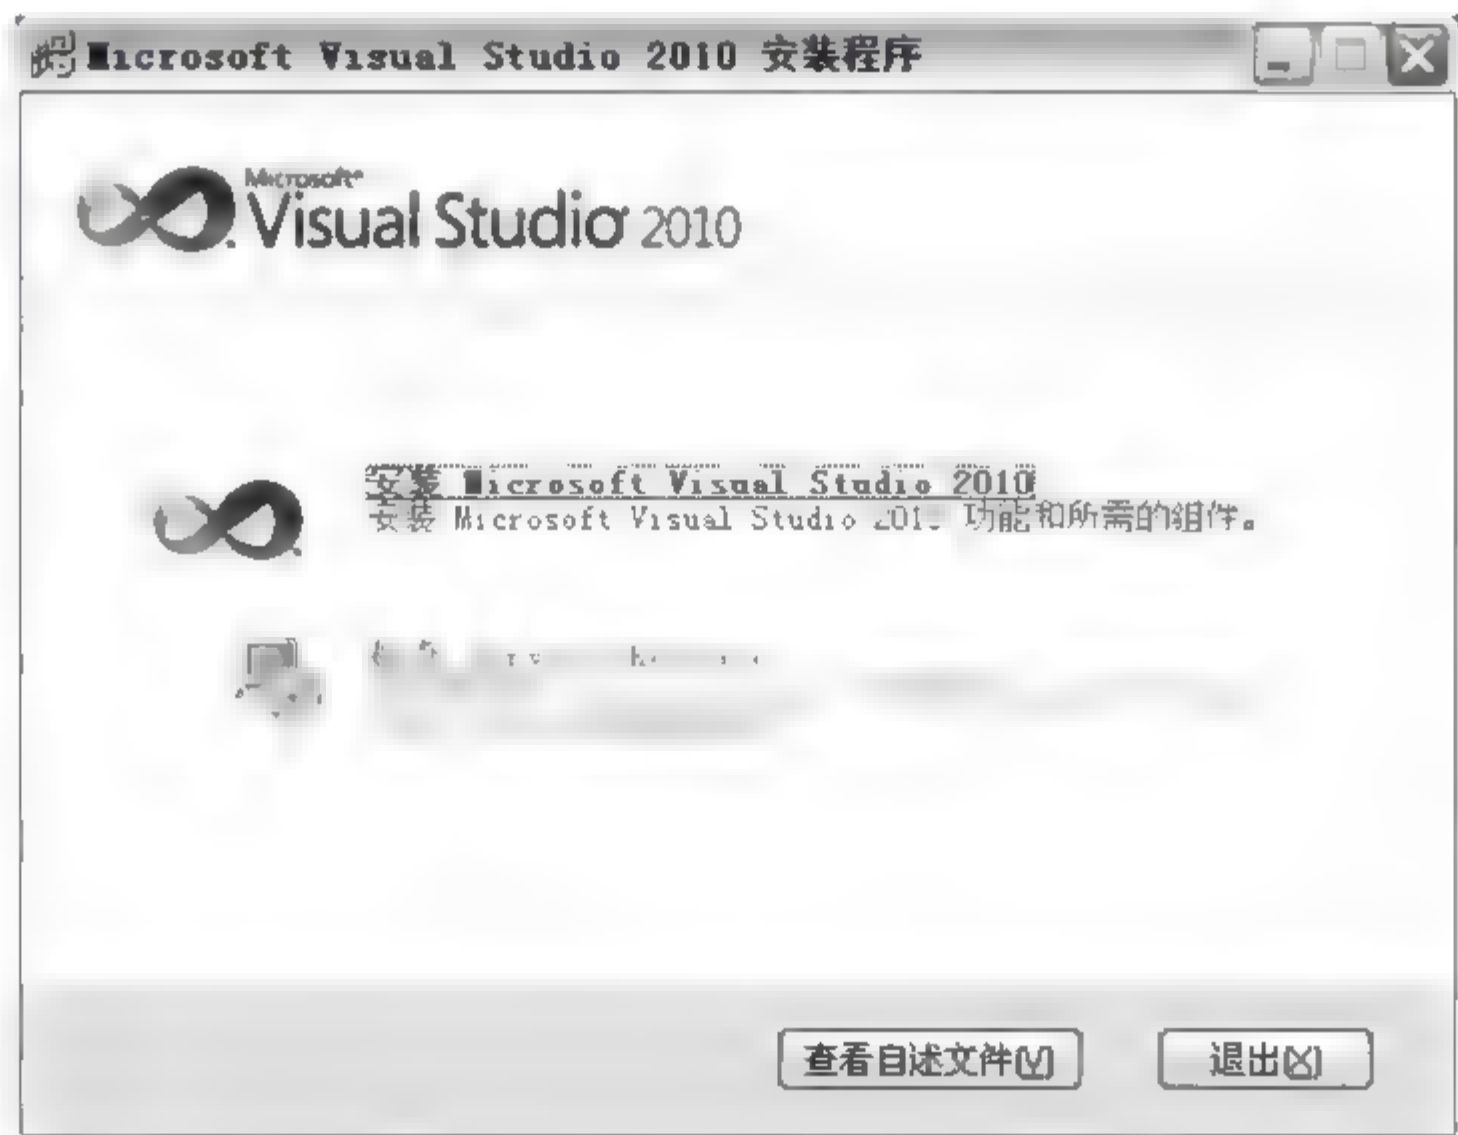 Microsoft Visual Studio 2010 安装程序
Microsoft
Visual Studio 2010
安装 Microsoft Visual Studio 2010
安装 Microsoft Visual Studio 功能和所需的组件。
查看自述文件(V)
退出(X)